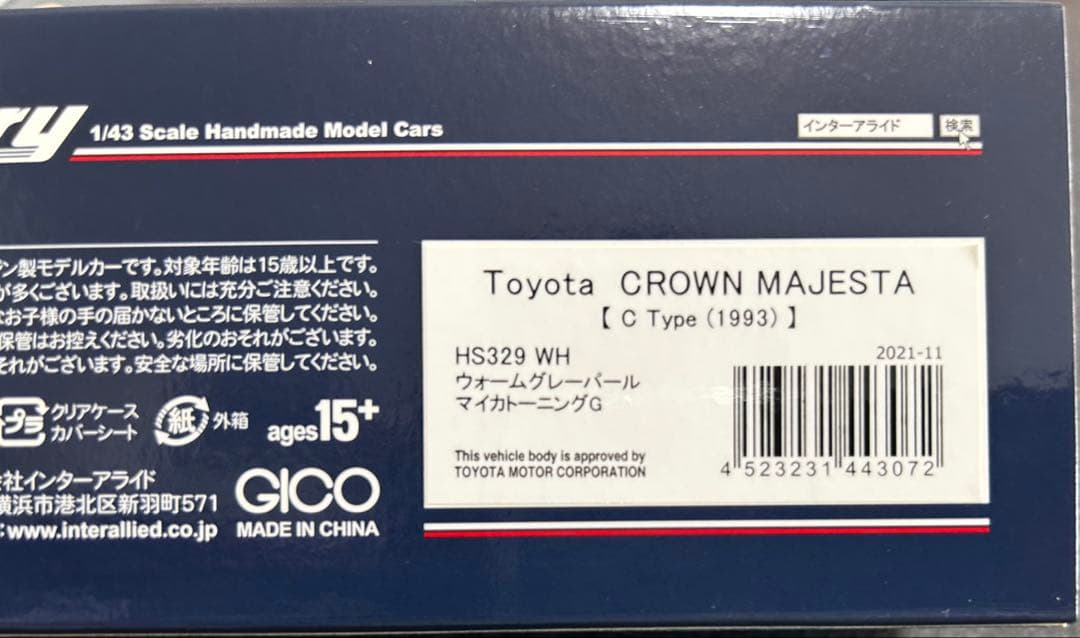 ry 1/43 Scale Handmade Model Cars
インターアライド 検索
ン製モデルカーです。対象年齢は15歳以上です。
が多くございます。取扱いには充分ご注意ください。
なお子様の手の届かないところに保管してください。
保管はお控えください。劣化のおそれがございます。
それがございます。安全な場所に保管してください。
プラ クリアケース
カバーシート
紙 外箱
ages15+
会社インターアライド
横浜市港北区新羽町571
:www.interallied.co.jp
GICO
MADE IN CHINA
Toyota CROWN MAJESTA
【 C Type (1993) 】
HS329 WH
2021-11
ウォームグレーパール
マイカトーニングG
This vehicle body is approved by
TOYOTA MOTOR CORPORATION
4 523231 443072